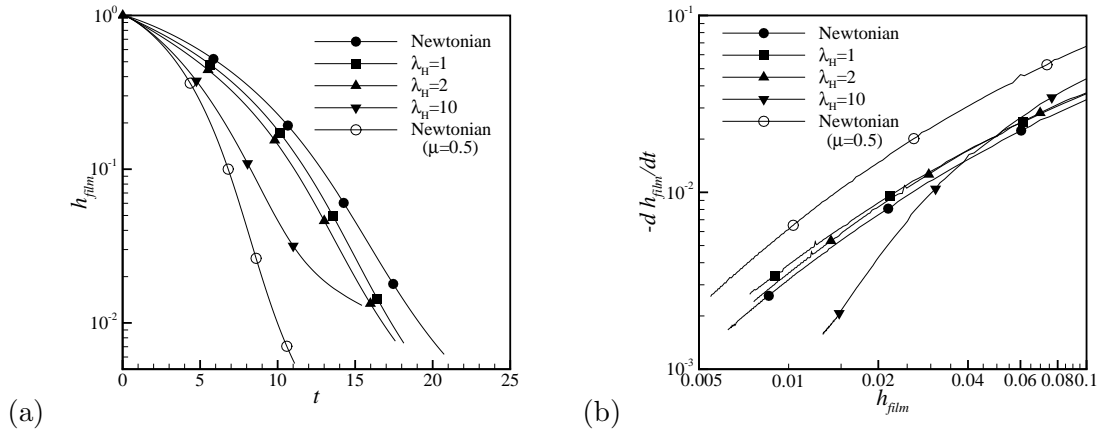 10^0
10^-1
10^-2
h_film
0
5
10
15
20
25
t
Newtonian
λ_H=1
λ_H=2
λ_H=10
Newtonian
(μ=0.5)
(a)
10^-1
10^-2
10^-3
-d h_film/dt
0.005
0.01
0.02
0.04
0.06
0.08
0.1
h_film
Newtonian
λ_H=1
λ_H=2
λ_H=10
Newtonian
(μ=0.5)
(b)